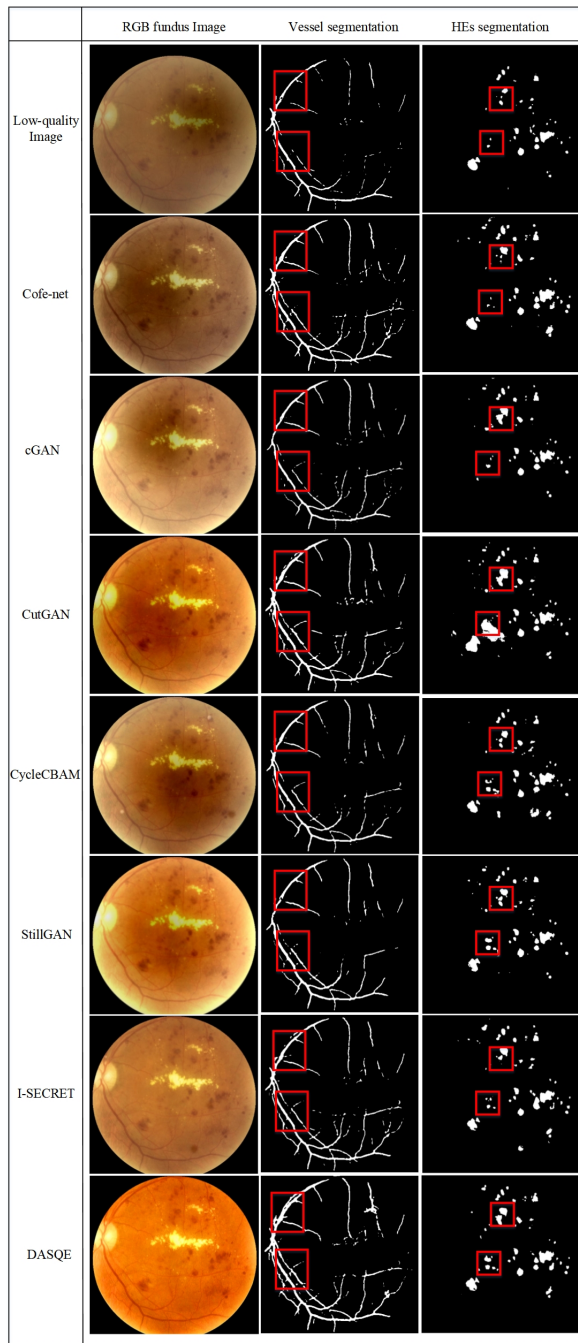 RGB fundus Image
Vessel segmentation
HEs segmentation
Low-quality
Image
Cofe-net
cGAN
CutGAN
CycleCBAM
StillGAN
I-SECRET
DASQE